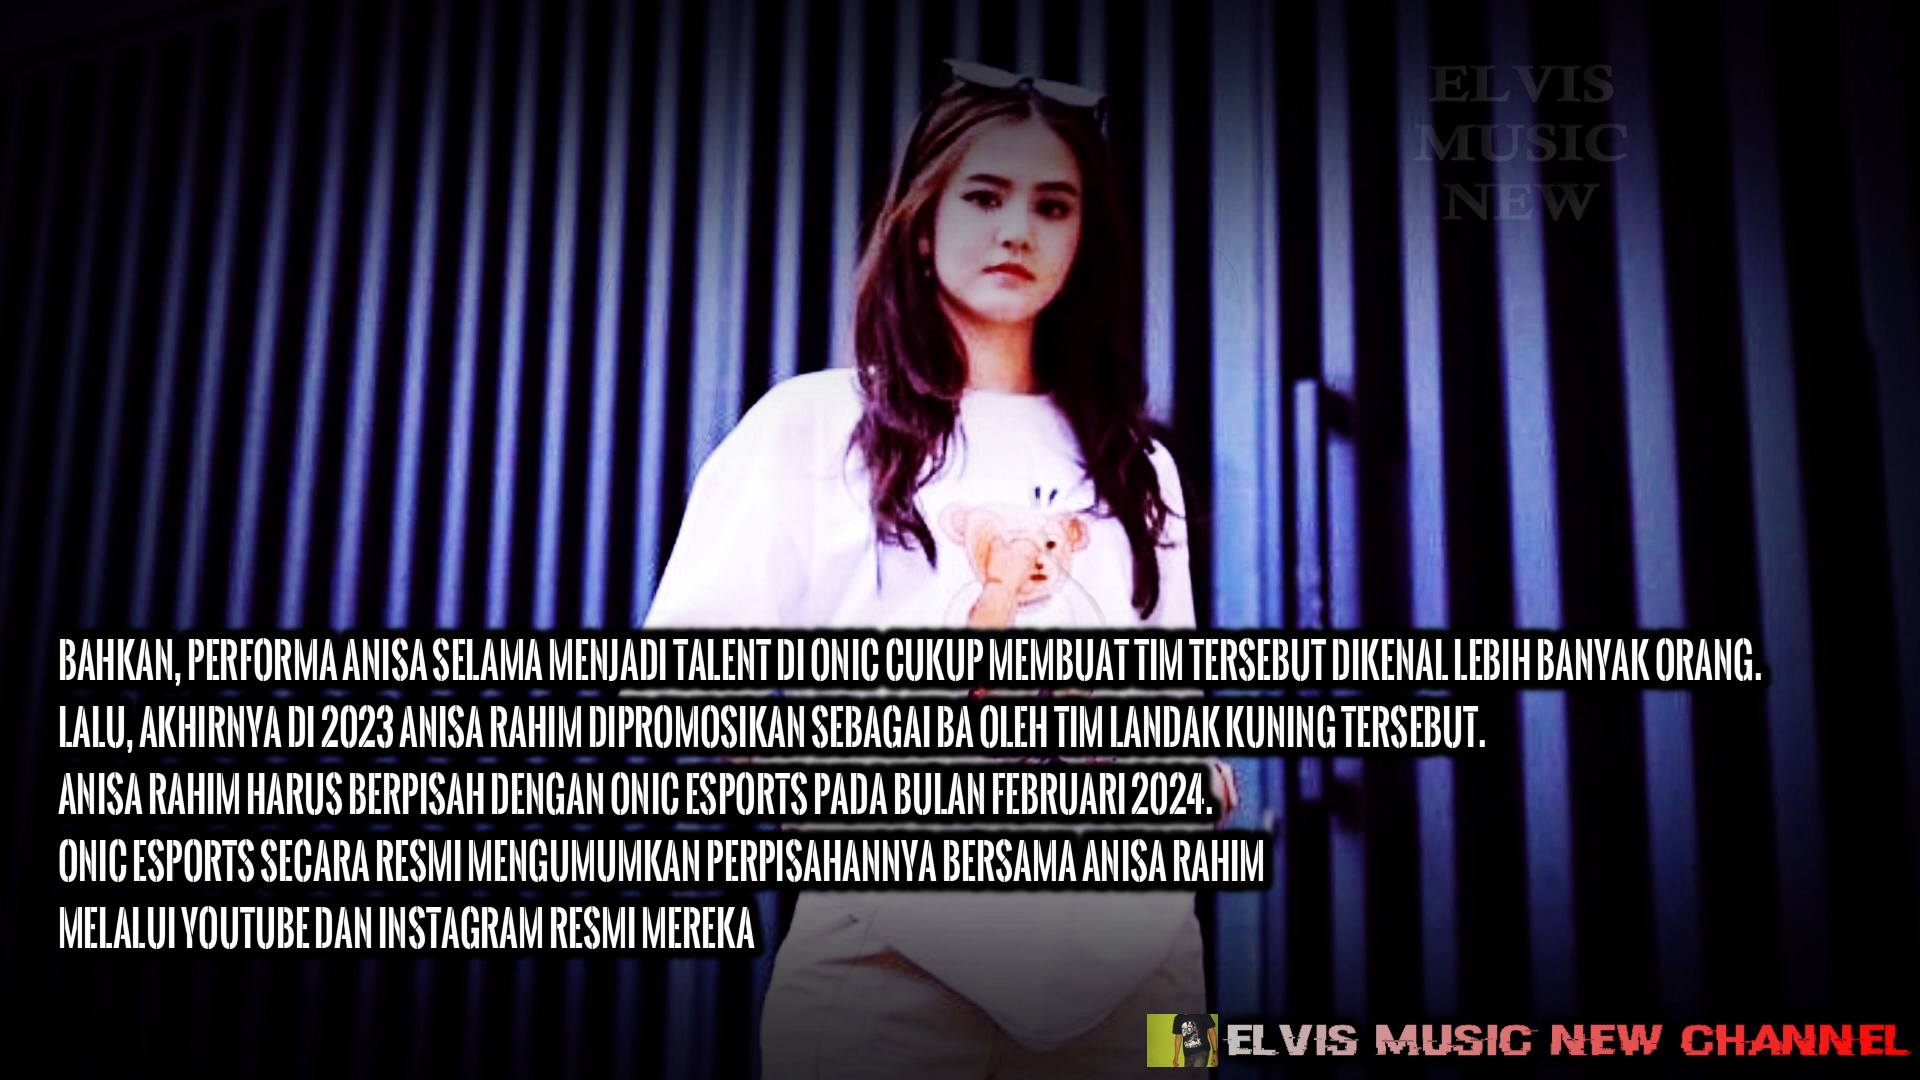 ELVIS
MUSIC
NEW
BAHKAN, PERFORMA ANISA SELAMA MENJADI TALENT DI ONIC CUKUP MEMBUAT TIM TERSEBUT DIKENAL LEBIH BANYAK ORANG.
LALU, AKHIRNYA DI 2023 ANISA RAHIM DIPROMOSIKAN SEBAGAI BA OLEH TIM LANDAK KUNING TERSEBUT.
ANISA RAHIM HARUS BERPISAH DENGAN ONIC ESPORTS PADA BULAN FEBRUARI 2024.
ONIC ESPORTS SECARA RESMI MENGUMUMKAN PERPISAHANNYA BERSAMA ANISA RAHIM
MELALUI YOUTUBE DAN INSTAGRAM RESMI MEREKA
ELVIS MUSIC NEW CHANNEL